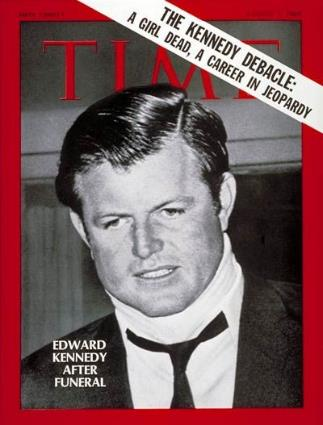 THE KENNEDY DEBACLE:
A GIRL DEAD, A CAREER IN JEOPARDY
TIME
EDWARD
KENNEDY
AFTER
FUNERAL